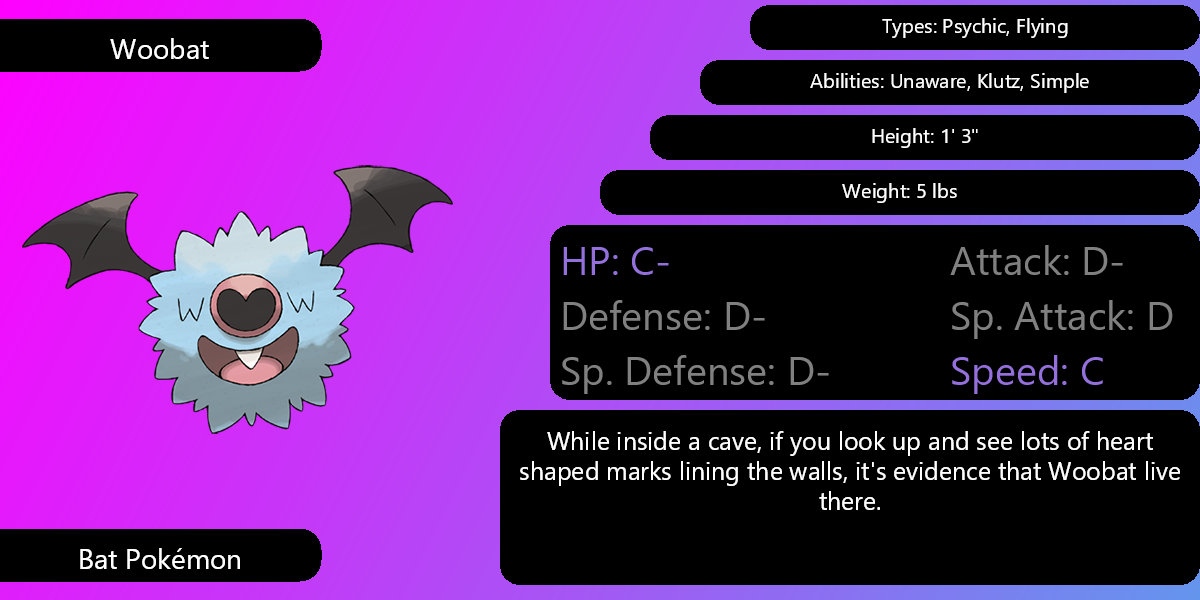 Woobat
Types: Psychic, Flying
Abilities: Unaware, Klutz, Simple
Height: 1' 3"
Weight: 5 lbs
HP: C-
Attack: D-
Defense: D-
Sp. Attack: D
Sp. Defense: D-
Speed: C
While inside a cave, if you look up and see lots of heart
shaped marks lining the walls, it's evidence that Woobat live
there.
Bat Pokémon